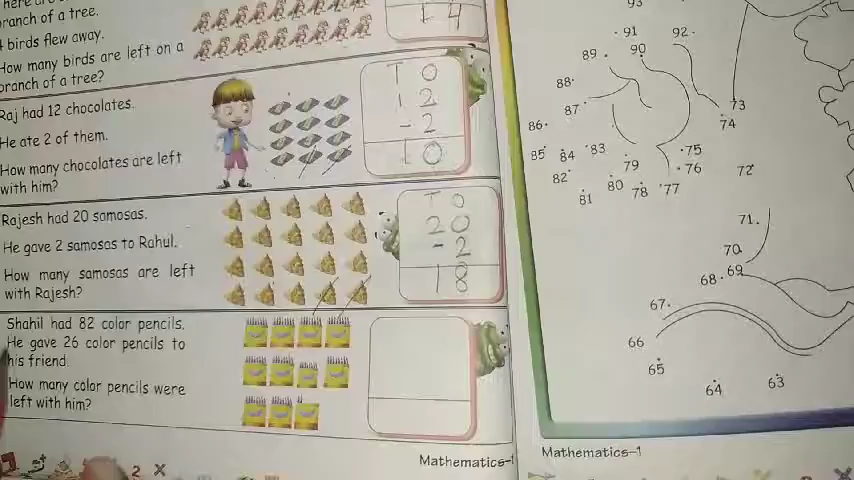 ranch of a tree.
birds flew away.
How many birds are left on a
branch of a tree?
14
Raj had 12 chocolates.
He ate 2 of them.
How many chocolates are left
with him?
T O
1 2
- 2
1 0
Rajesh had 20 samosas.
He gave 2 samosas to Rahul.
How many samosas are left
with Rajesh?
T O
2 0
- 2
1 8
Shahil had 82 color pencils.
He gave 26 color pencils to
his friend.
How many color pencils were
left with him?
2 X
Mathematics-1
93
91 92
89 90
88
87
73
86 74
85 84 83 75
79 76 72
82
81 80 78 77
71
70
68 69
67
66
65
64 63
Mathematics-1